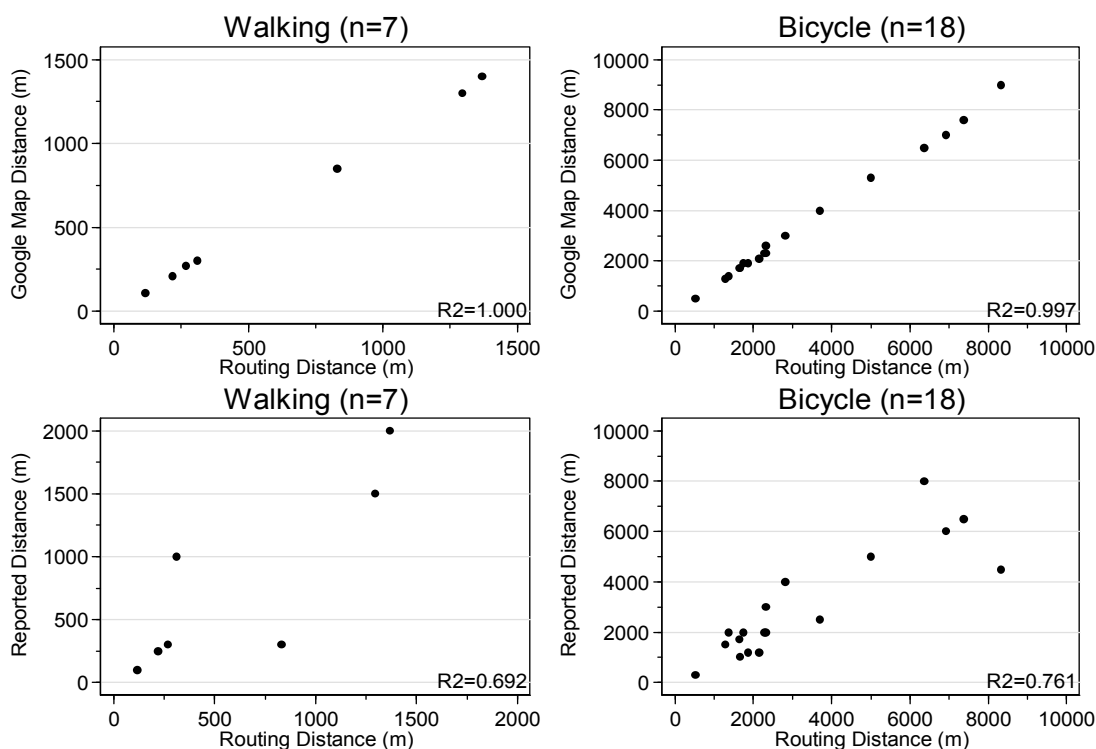 Walking (n=7)
Google Map Distance (m)
1500
1000
500
0
R2=1.000
0 500 1000 1500
Routing Distance (m)
Bicycle (n=18)
Google Map Distance (m)
10000
8000
6000
4000
2000
0
R2=0.997
0 2000 4000 6000 8000 10000
Routing Distance (m)
Walking (n=7)
Reported Distance (m)
2000
1500
1000
500
0
R2=0.692
0 500 1000 1500 2000
Routing Distance (m)
Bicycle (n=18)
Reported Distance (m)
10000
8000
6000
4000
2000
0
R2=0.761
0 2000 4000 6000 8000 10000
Routing Distance (m)